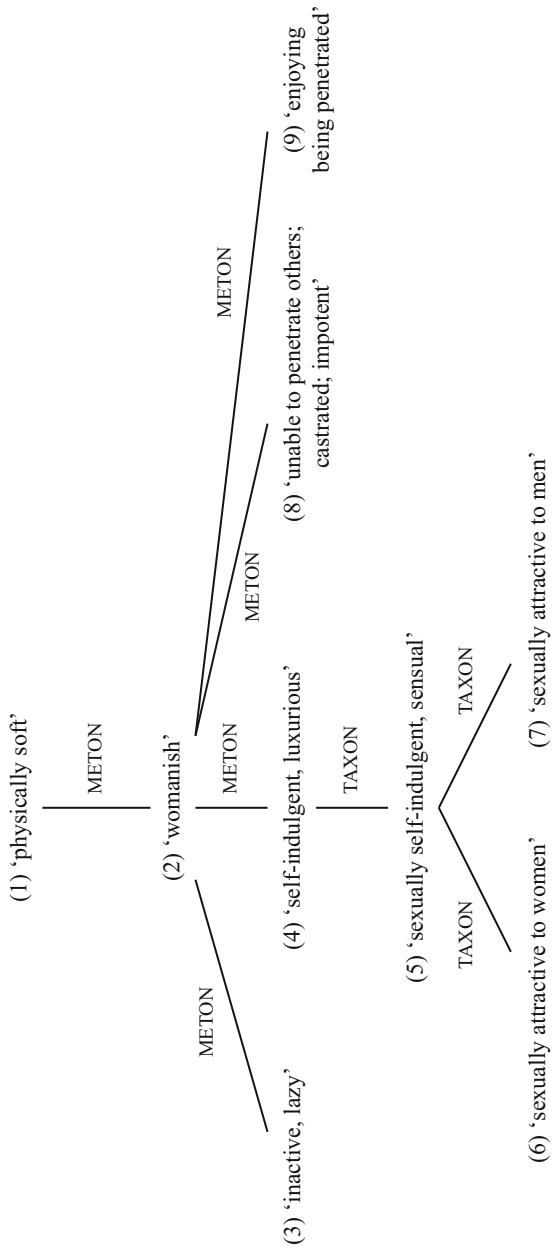 (1) ‘physically soft’
METON
(2) ‘womanish’
METON
METON
METON
METON
(3) ‘inactive, lazy’
(4) ‘self-indulgent, luxurious’
(8) ‘unable to penetrate others;
castrated; impotent’
(9) ‘enjoying
being penetrated’
TAXON
(5) ‘sexually self-indulgent, sensual’
TAXON
TAXON
(6) ‘sexually attractive to women’
(7) ‘sexually attractive to men’